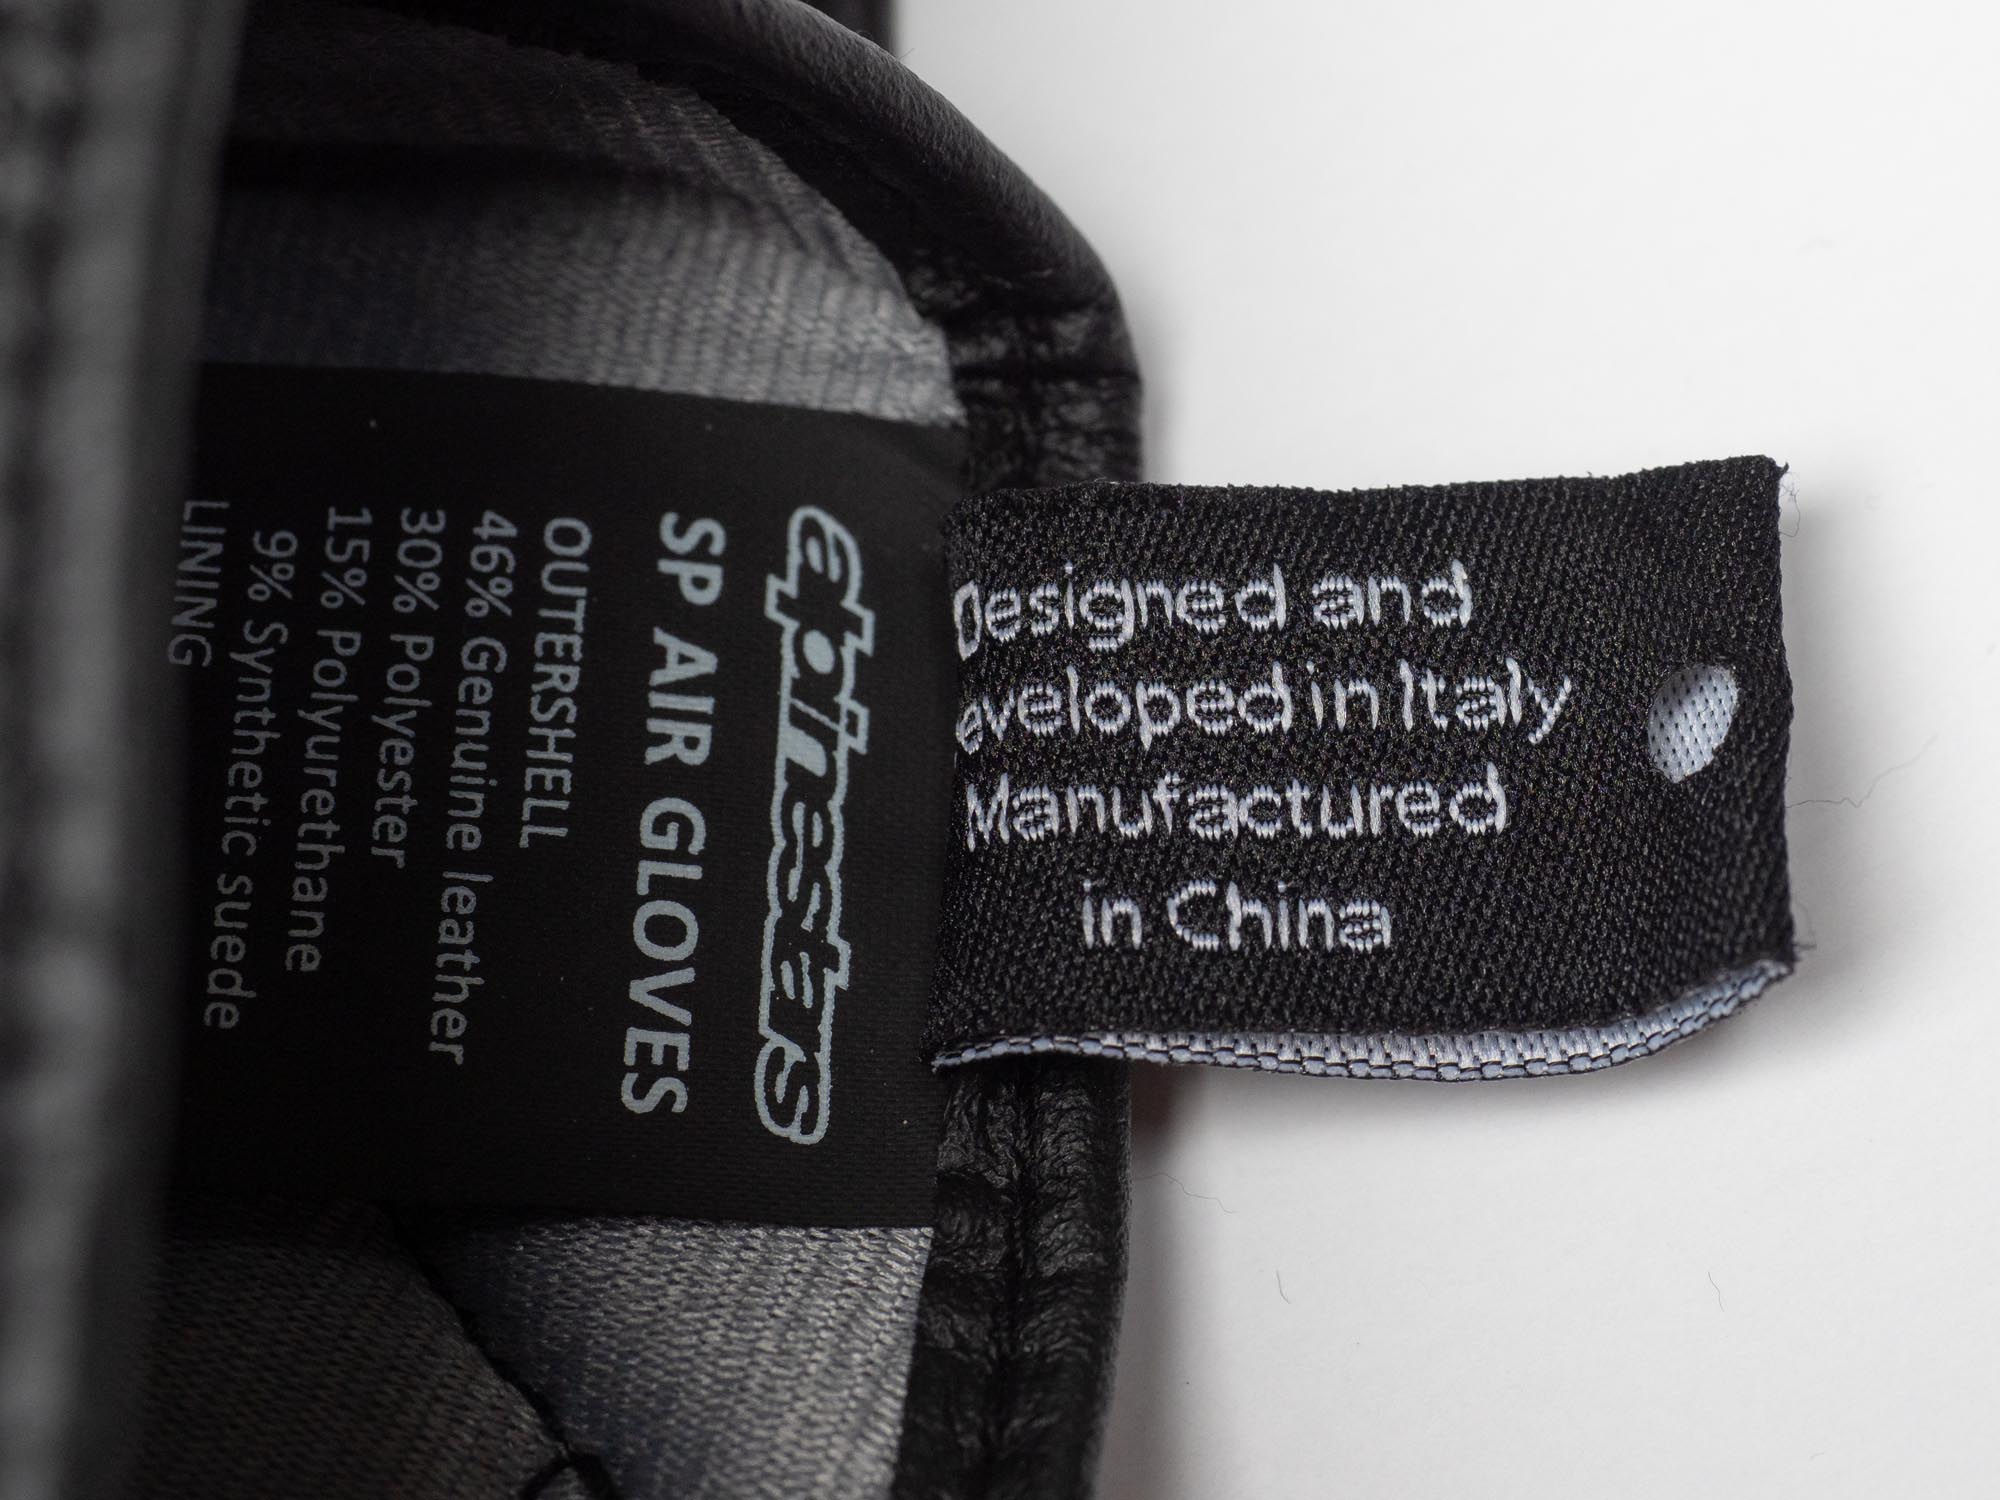 alpinestars
SP AIR GLOVES
OUTERSHELL
46% Genuine leather
30% Polyester
15% Polyurethane
9% Synthetic suede
LINING
Designed and
eveloped in Italy
Manufactured
in China